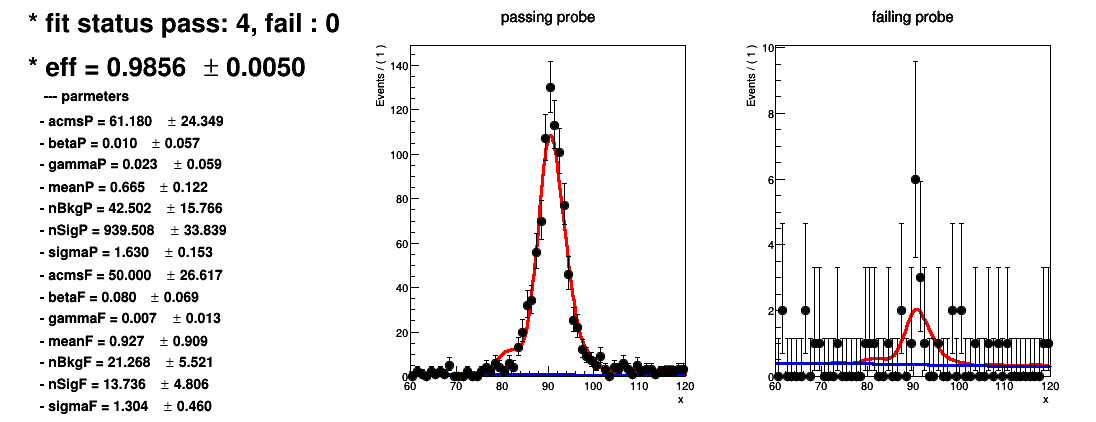 * fit status pass: 4, fail : 0
* eff = 0.9856 ± 0.0050
--- parmeters
- acmsP = 61.180 ± 24.349
- betaP = 0.010 ± 0.057
- gammaP = 0.023 ± 0.059
- meanP = 0.665 ± 0.122
- nBkgP = 42.502 ± 15.766
- nSigP = 939.508 ± 33.839
- sigmaP = 1.630 ± 0.153
- acmsF = 50.000 ± 26.617
- betaF = 0.080 ± 0.069
- gammaF = 0.007 ± 0.013
- meanF = 0.927 ± 0.909
- nBkgF = 21.268 ± 5.521
- nSigF = 13.736 ± 4.806
- sigmaF = 1.304 ± 0.460
passing probe
Events / ( 1 )
140
120
100
80
60
40
20
0
60 70 80 90 100 110 120
x
failing probe
Events / ( 1 )
10
8
6
4
2
0
60 70 80 90 100 110 120
x